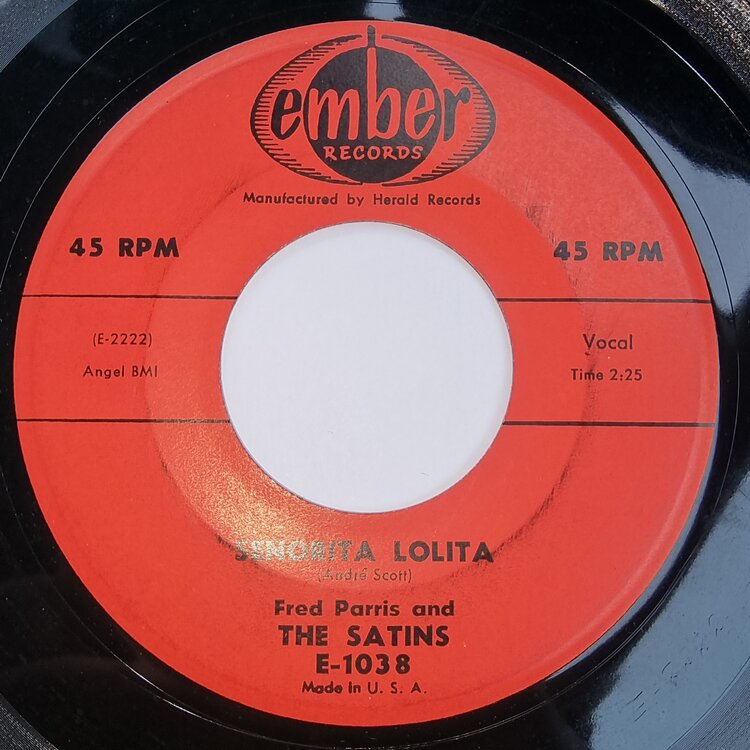 ember
RECORDS
Manufactured by Herald Records
45 RPM
45 RPM
(E-2222)
Vocal
Angel BMI
Time 2:25
SENORITA LOLITA
(André Scott)
Fred Parris and
THE SATINS
E-1038
Made in U. S. A.